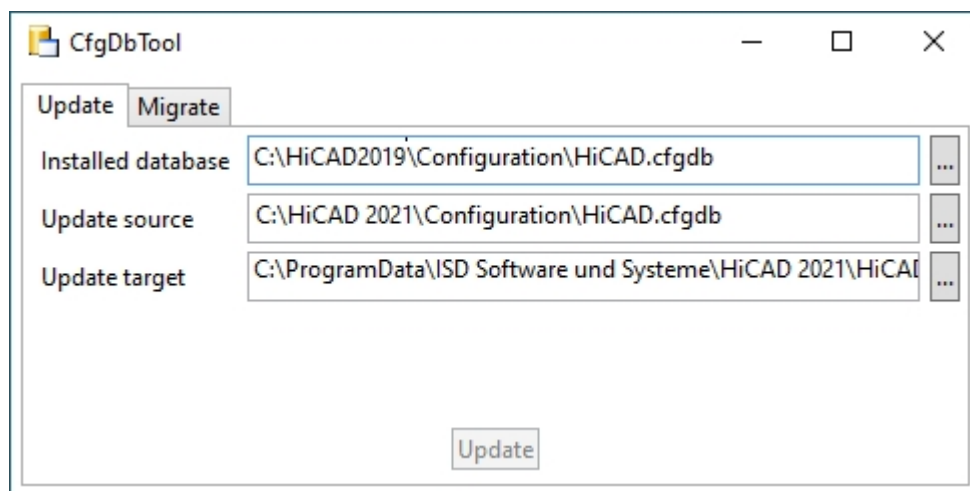 CfgDbTool
Update Migrate
Installed database C:\HiCAD2019\Configuration\HiCAD.cfgdb ...
Update source C:\HiCAD 2021\Configuration\HiCAD.cfgdb ...
Update target C:\ProgramData\ISD Software und Systeme\HiCAD 2021\HiCAD ...
Update